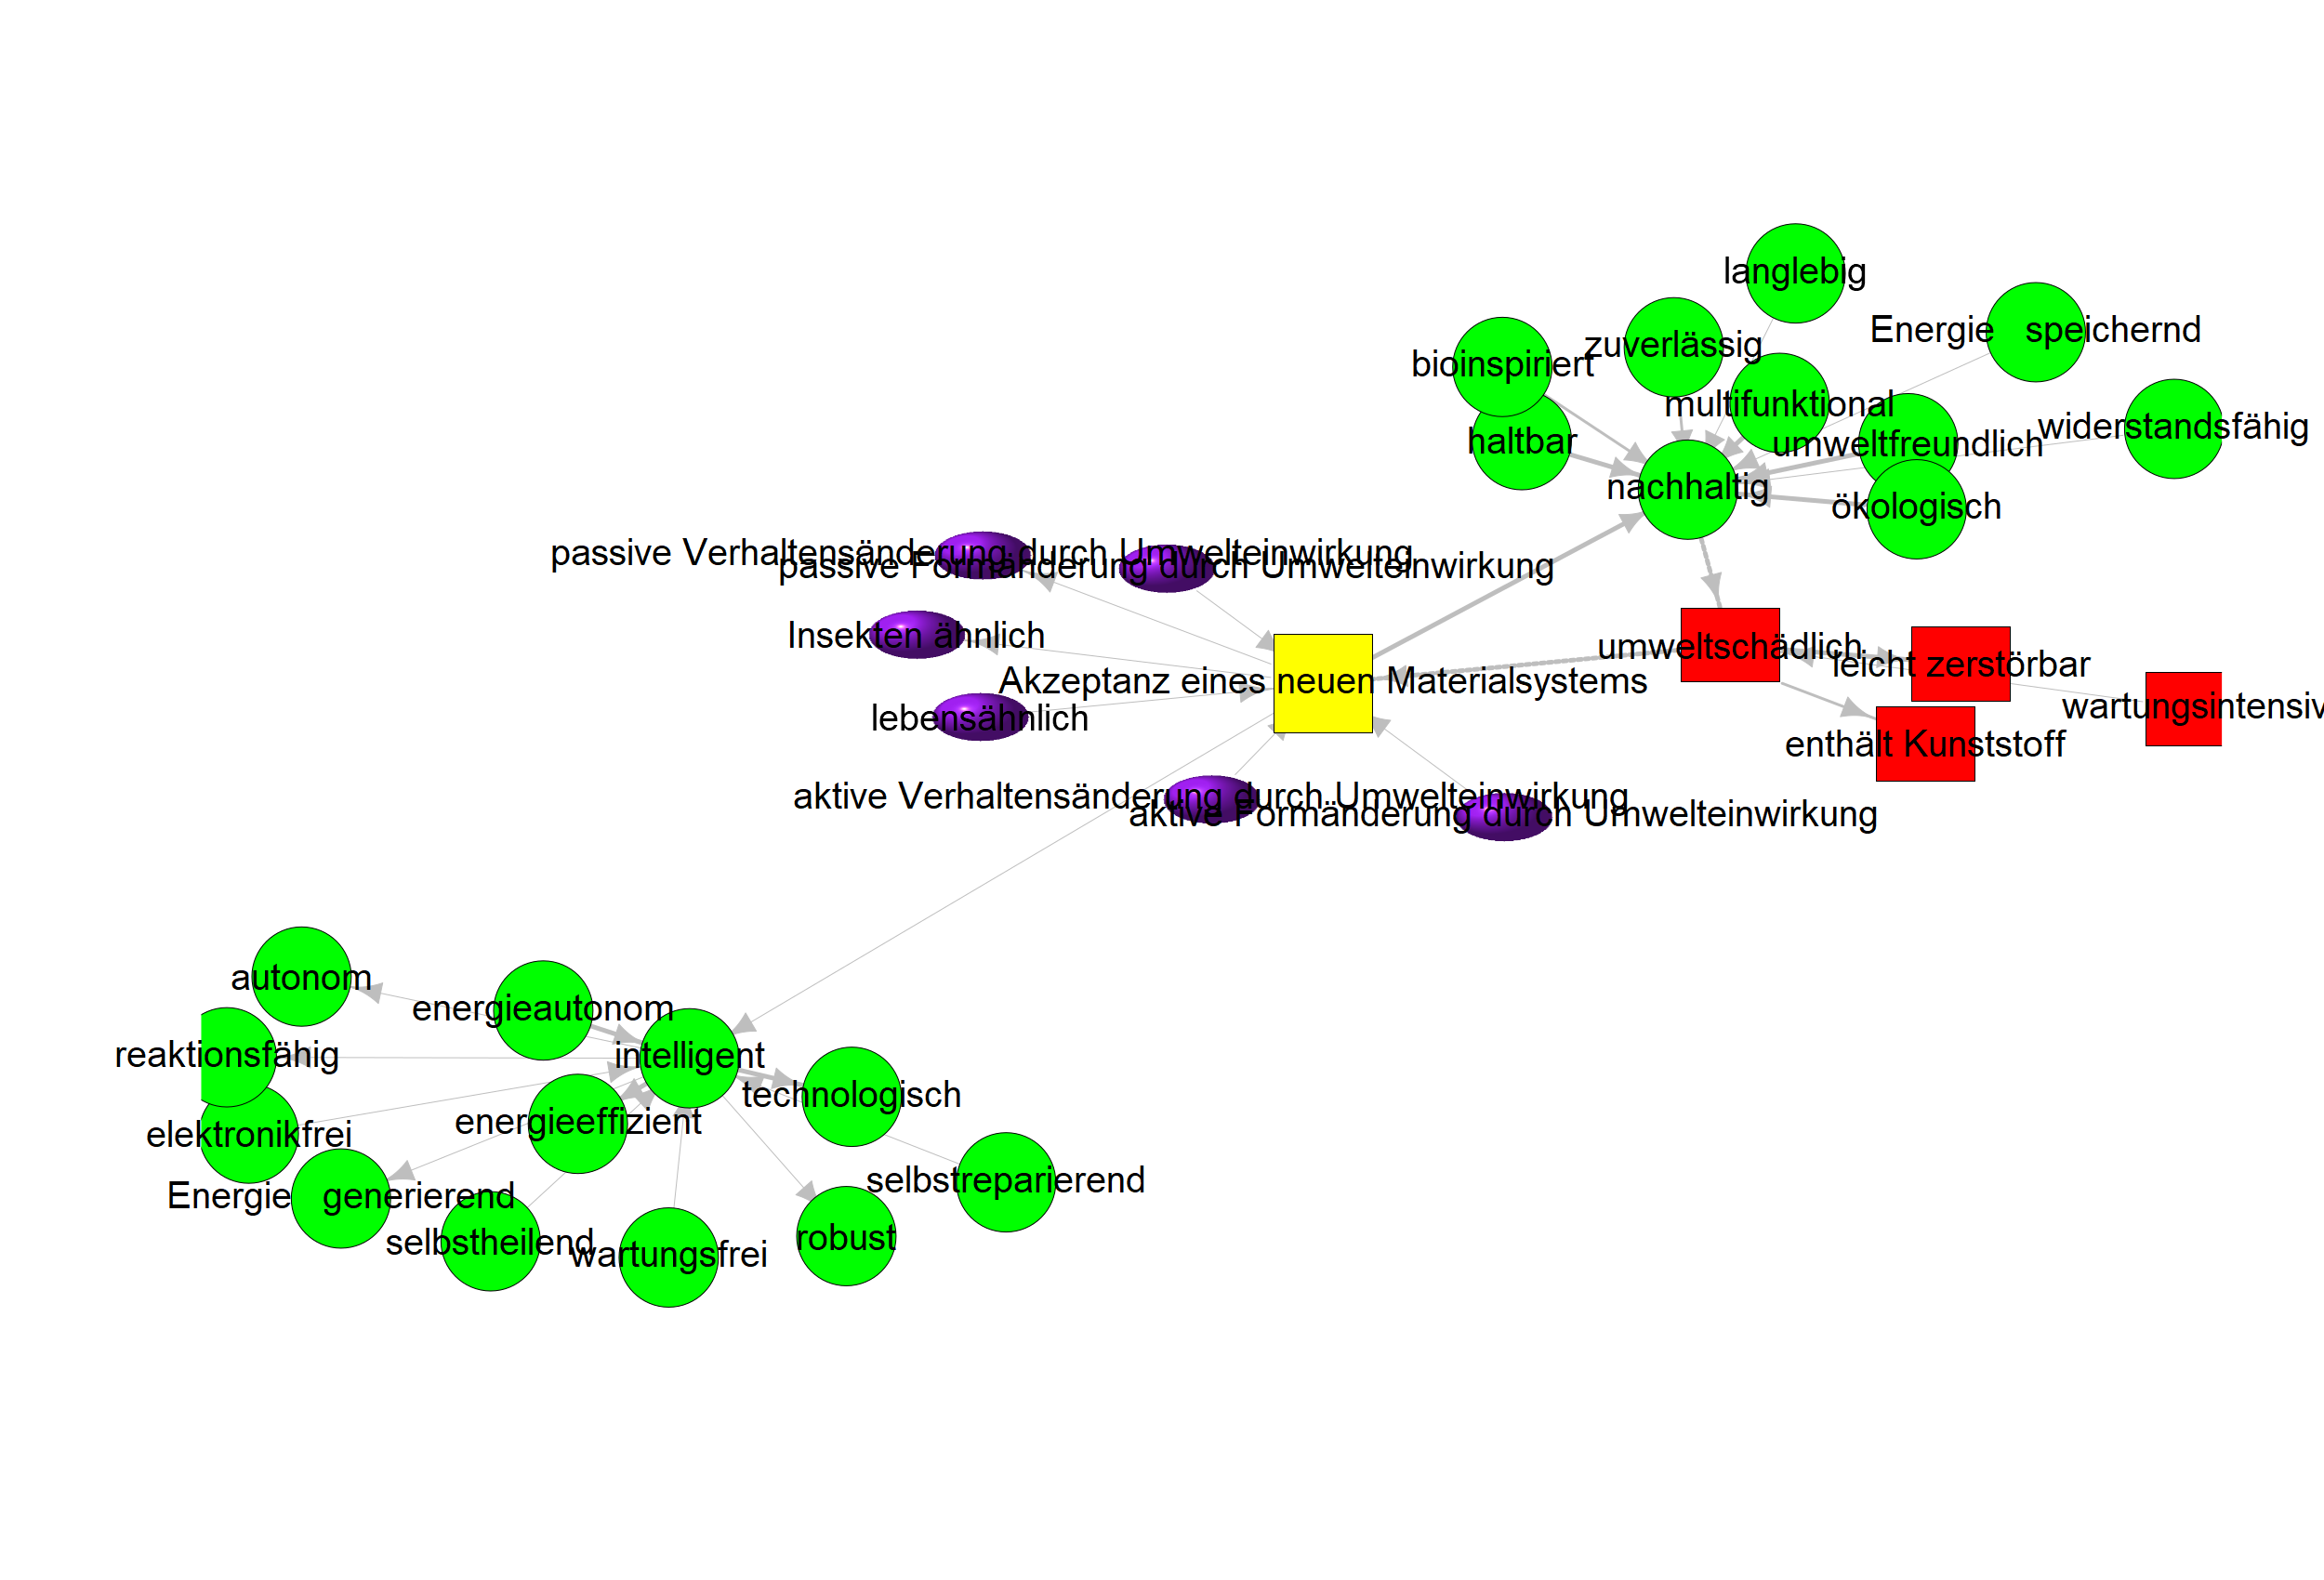 langlebig
Energie speichernd
zuverlässig
bioinspiriert
multifunktional
widerstandsfähig
haltbar
umweltfreundlich
nachhaltig
ökologisch
passive Verhaltensänderung durch Umwelteinwirkung
passive Formänderung durch Umwelteinwirkung
Insekten ähnlich
umweltschädlich
leicht zerstörbar
Akzeptanz eines neuen Materialsystems
wartungsintensiv
lebensähnlich
enthält Kunststoff
aktive Verhaltensänderung durch Umwelteinwirkung
aktive Formänderung durch Umwelteinwirkung
autonom
energieautonom
reaktionsfähig
intelligent
technologisch
energieeffizient
elektronikfrei
selbstreparierend
Energie generierend
robust
selbstheilend
wartungsfrei